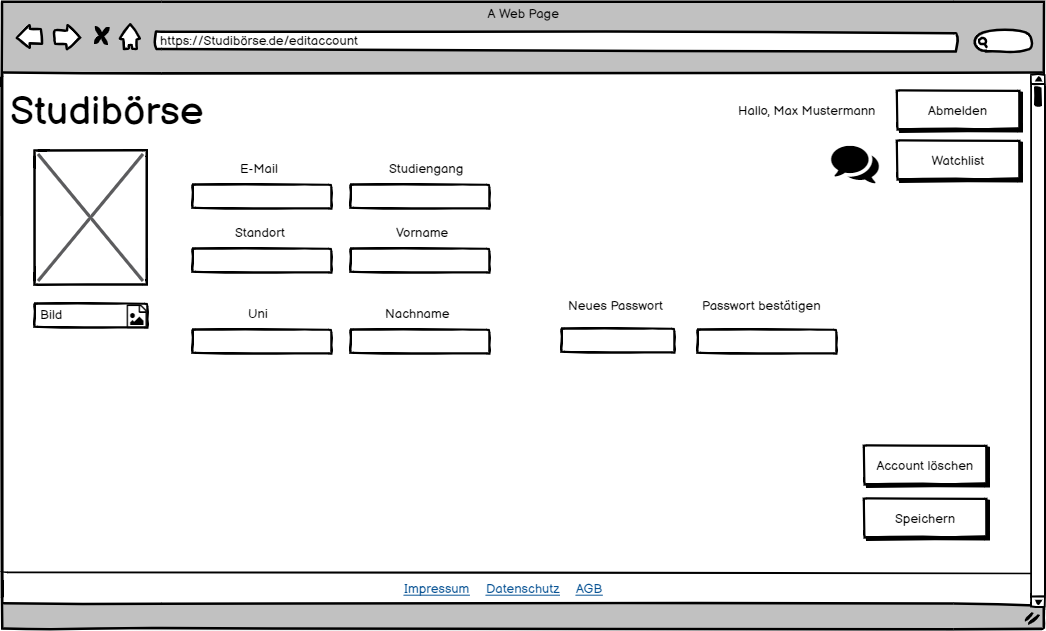 A Web Page
https://Studibörse.de/editaccount
Studibörse
Hallo, Max Mustermann
Abmelden
Watchlist
E-Mail
Studiengang
Standort
Vorname
Bild
Uni
Nachname
Neues Passwort
Passwort bestätigen
Account löschen
Speichern
Impressum Datenschutz AGB